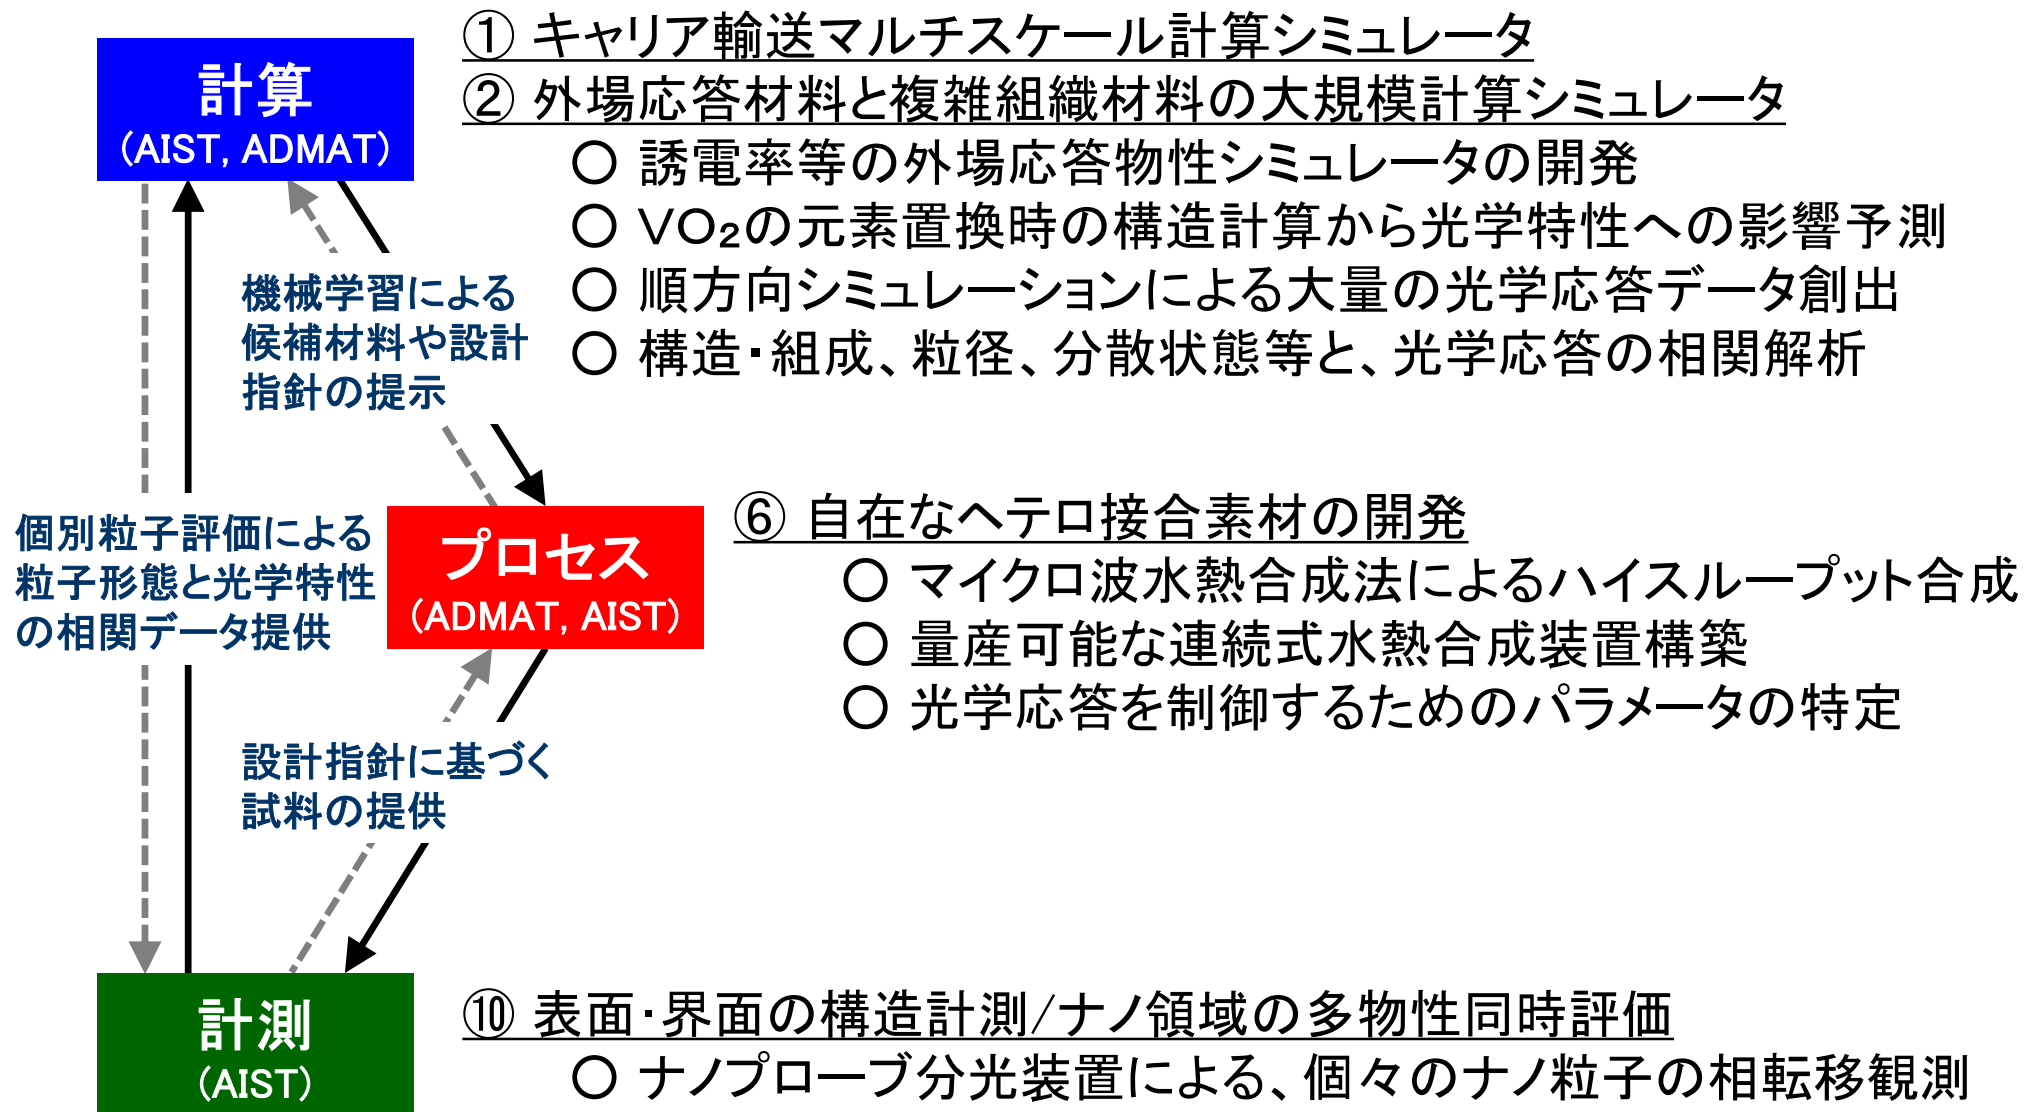 計算
(AIST, ADMAT)
① キャリア輸送マルチスケール計算シミュレータ
② 外場応答材料と複雑組織材料の大規模計算シミュレータ
○ 誘電率等の外場応答物性シミュレータの開発
○ VO₂の元素置換時の構造計算から光学特性への影響予測
○ 順方向シミュレーションによる大量の光学応答データ創出
○ 構造・組成、粒径、分散状態等と、光学応答の相関解析
機械学習による
候補材料や設計
指針の提示
個別粒子評価による
粒子形態と光学特性
の相関データ提供
プロセス
(ADMAT, AIST)
⑥ 自在なヘテロ接合素材の開発
○ マイクロ波水熱合成法によるハイスループット合成
○ 量産可能な連続式水熱合成装置構築
○ 光学応答を制御するためのパラメータの特定
設計指針に基づく
試料の提供
計測
(AIST)
⑩ 表面・界面の構造計測/ナノ領域の多物性同時評価
○ ナノプローブ分光装置による、個々のナノ粒子の相転移観測